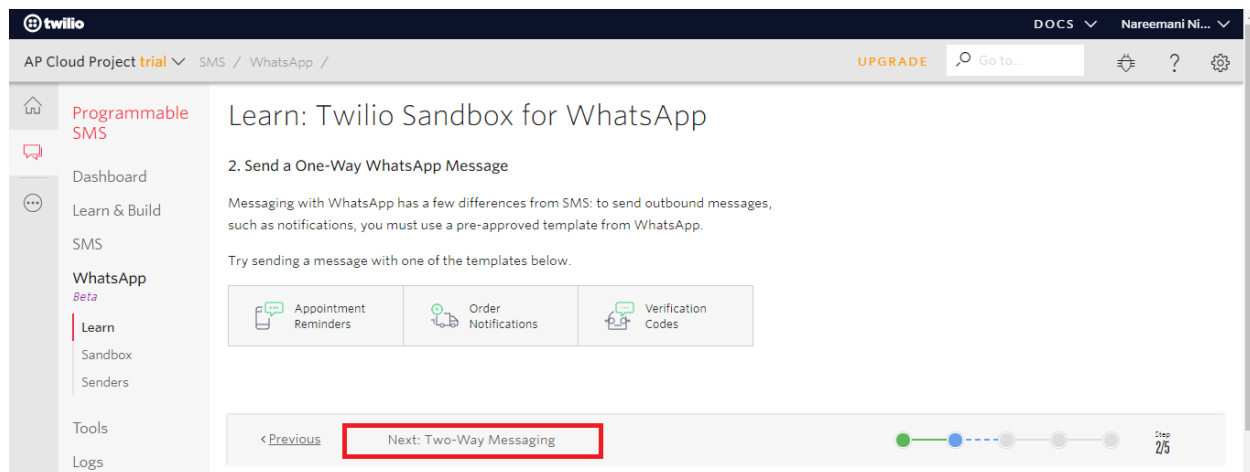 twilio
DOCS
Nareemani Ni...
AP Cloud Project trial
SMS / WhatsApp /
UPGRADE
Go to...
?
Programmable
SMS
Dashboard
Learn & Build
SMS
WhatsApp
Beta
Learn
Sandbox
Senders
Tools
Logs
Learn: Twilio Sandbox for WhatsApp
2. Send a One-Way WhatsApp Message
Messaging with WhatsApp has a few differences from SMS: to send outbound messages,
such as notifications, you must use a pre-approved template from WhatsApp.
Try sending a message with one of the templates below.
Appointment
Reminders
Order
Notifications
Verification
Codes
< Previous
Next: Two-Way Messaging
Step
2/5